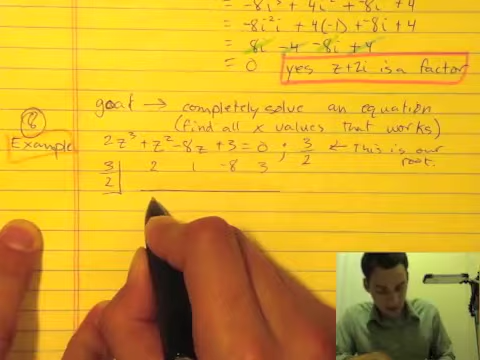 = -8i³ + 4i² + -8i + 4
= -8i²i + 4(-1) + -8i + 4
= 8i -4 -8i + 4
= 0 yes z+2i is a factor
8 goal → completely solve an equation
(find all x values that works)
Example 2z³ + z² - 8z + 3 = 0 ; 3/2 ← This is our root.
3/2 2 1 -8 3